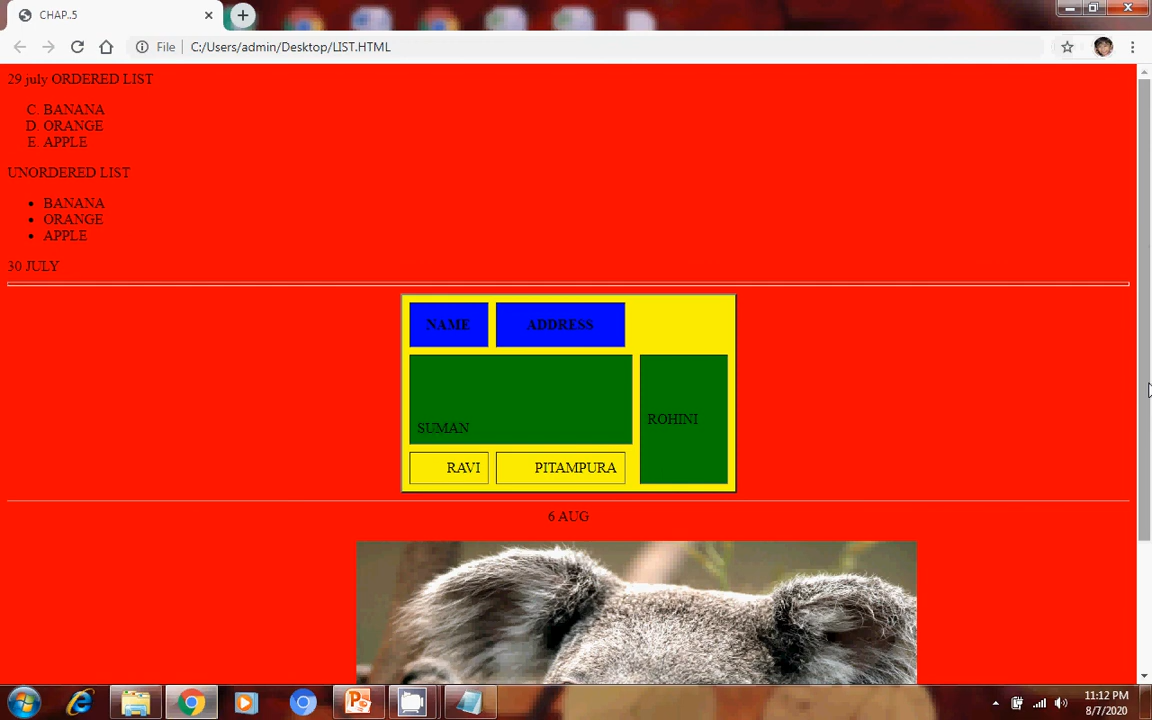 CHAP..5
File
C:/Users/admin/Desktop/LIST.HTML
29 july ORDERED LIST
C. BANANA
D. ORANGE
E. APPLE
UNORDERED LIST
• BANANA
• ORANGE
• APPLE
30 JULY
NAME ADDRESS
SUMAN ROHINI
RAVI PITAMPURA
6 AUG
11:12 PM
8/7/2020